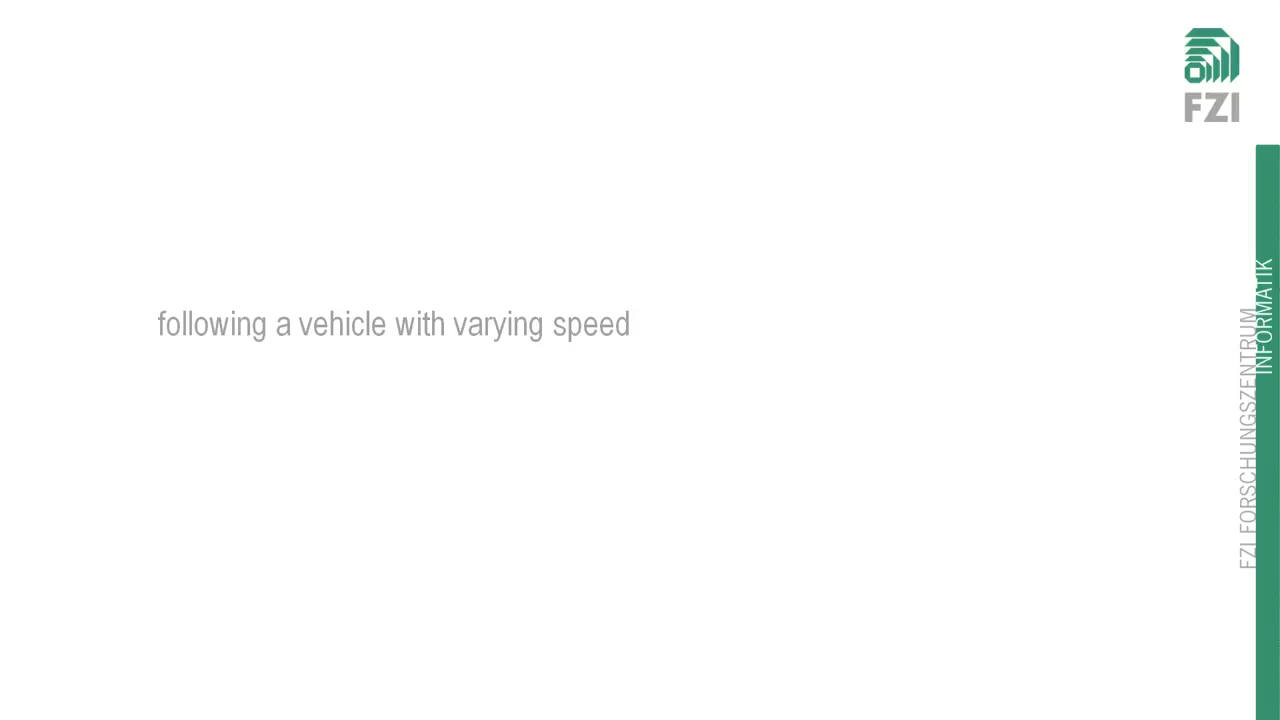 FZI
following a vehicle with varying speed
FZI FORSCHUNGSZENTRUM
INFORMATIK